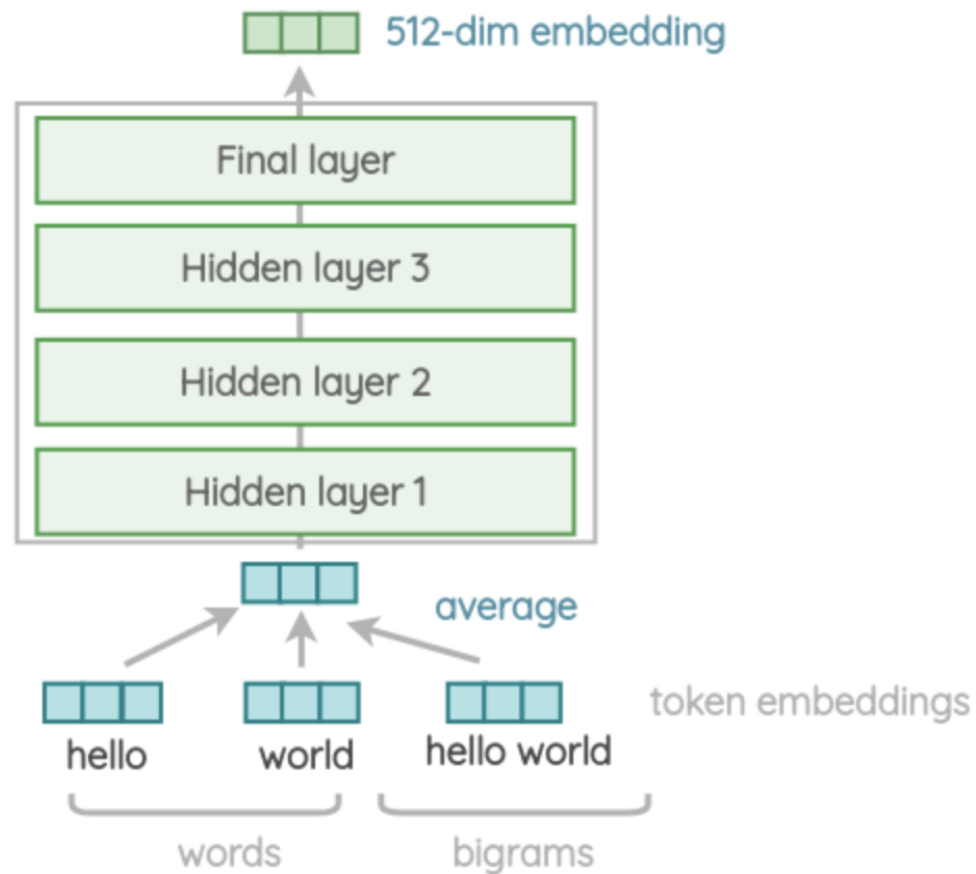 512-dim embedding
Final layer
Hidden layer 3
Hidden layer 2
Hidden layer 1
average
token embeddings
hello
world
hello world
words
bigrams